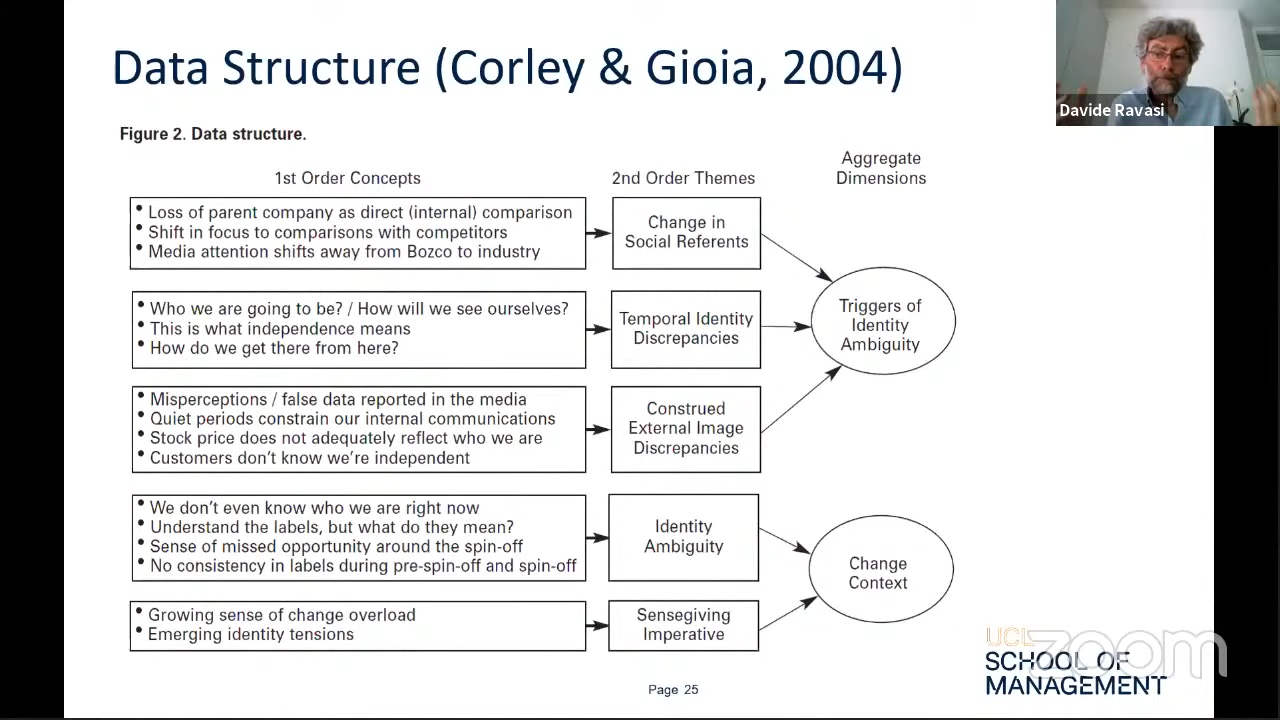 Data Structure (Corley & Gioia, 2004)
Davide Ravasi
Figure 2. Data structure.
1st Order Concepts
2nd Order Themes
Aggregate
Dimensions
• Loss of parent company as direct (internal) comparison
• Shift in focus to comparisons with competitors
• Media attention shifts away from Bozco to industry
Change in
Social Referents
• Who we are going to be? / How will we see ourselves?
• This is what independence means
• How do we get there from here?
Temporal Identity
Discrepancies
Triggers of
Identity
Ambiguity
• Misperceptions / false data reported in the media
• Quiet periods constrain our internal communications
• Stock price does not adequately reflect who we are
• Customers don’t know we’re independent
Construed
External Image
Discrepancies
• We don’t even know who we are right now
• Understand the labels, but what do they mean?
• Sense of missed opportunity around the spin-off
• No consistency in labels during pre-spin-off and spin-off
Identity
Ambiguity
Change
Context
• Growing sense of change overload
• Emerging identity tensions
Sensegiving
Imperative
UCL
SCHOOL OF
MANAGEMENT
zoom
Page 25